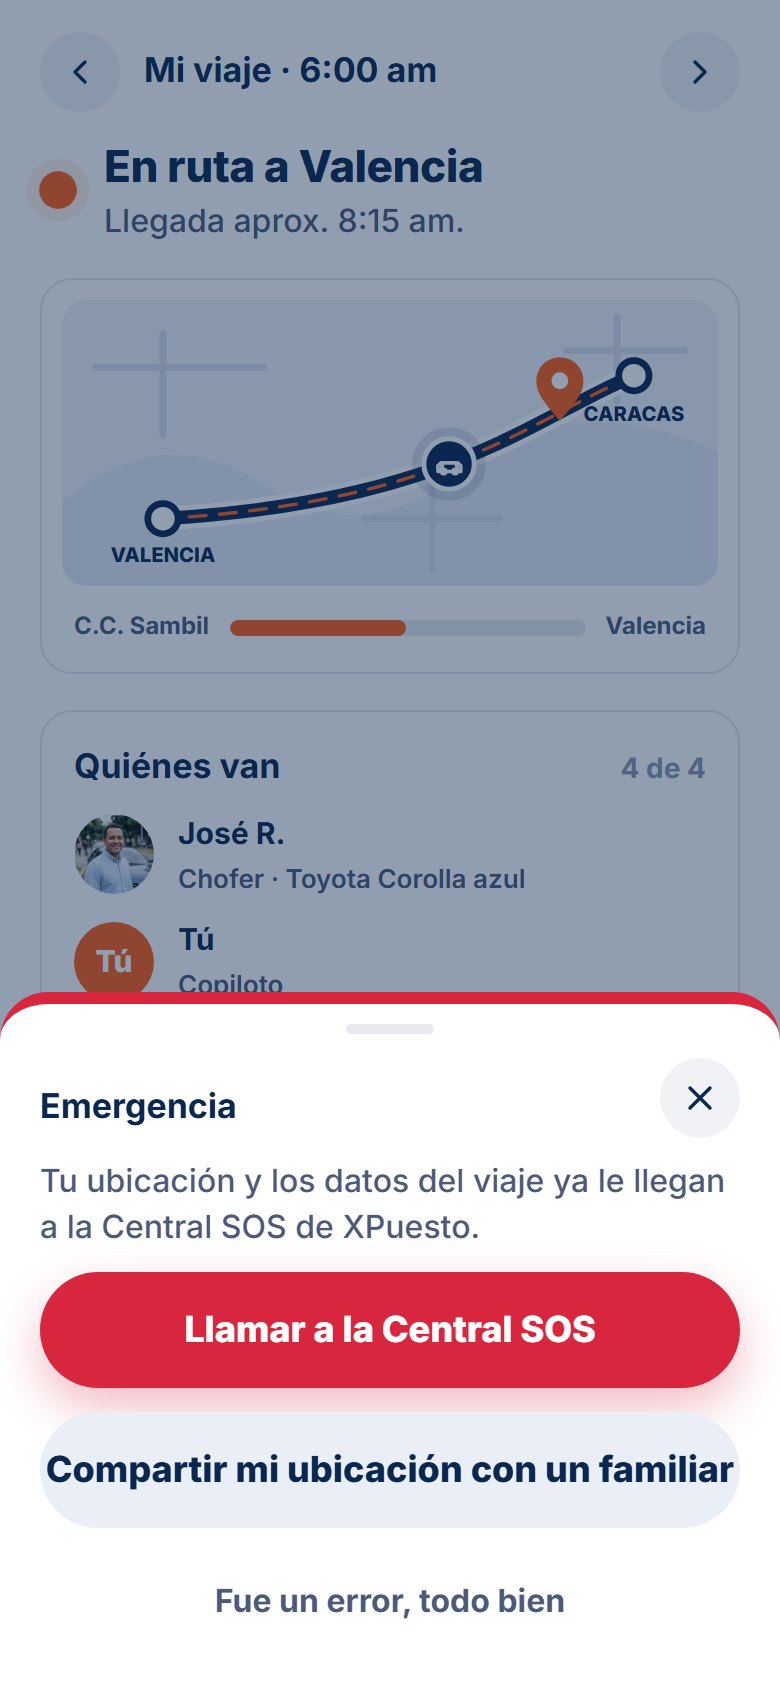 Mi viaje · 6:00 am
En ruta a Valencia
Llegada aprox. 8:15 am.
CARACAS
VALENCIA
C.C. Sambil
Valencia
Quiénes van
4 de 4
José R.
Chofer · Toyota Corolla azul
Tú
Tú
Copiloto
Emergencia
Tu ubicación y los datos del viaje ya le llegan
a la Central SOS de XPuesto.
Llamar a la Central SOS
Compartir mi ubicación con un familiar
Fue un error, todo bien